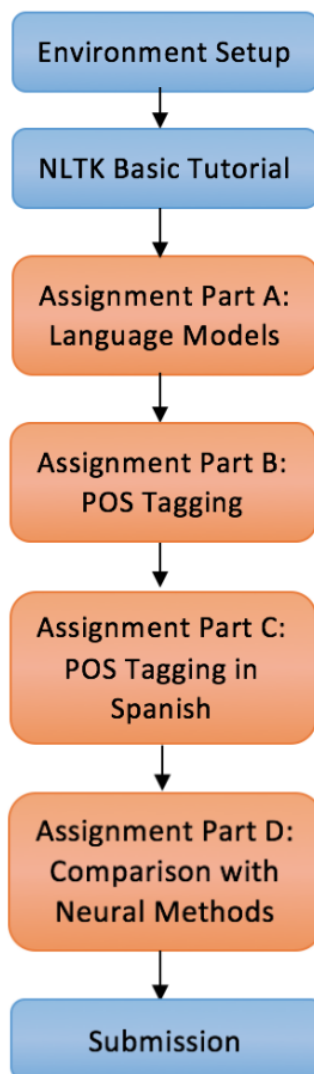 Environment Setup
NLTK Basic Tutorial
Assignment Part A:
Language Models
Assignment Part B:
POS Tagging
Assignment Part C:
POS Tagging in
Spanish
Assignment Part D:
Comparison with
Neural Methods
Submission